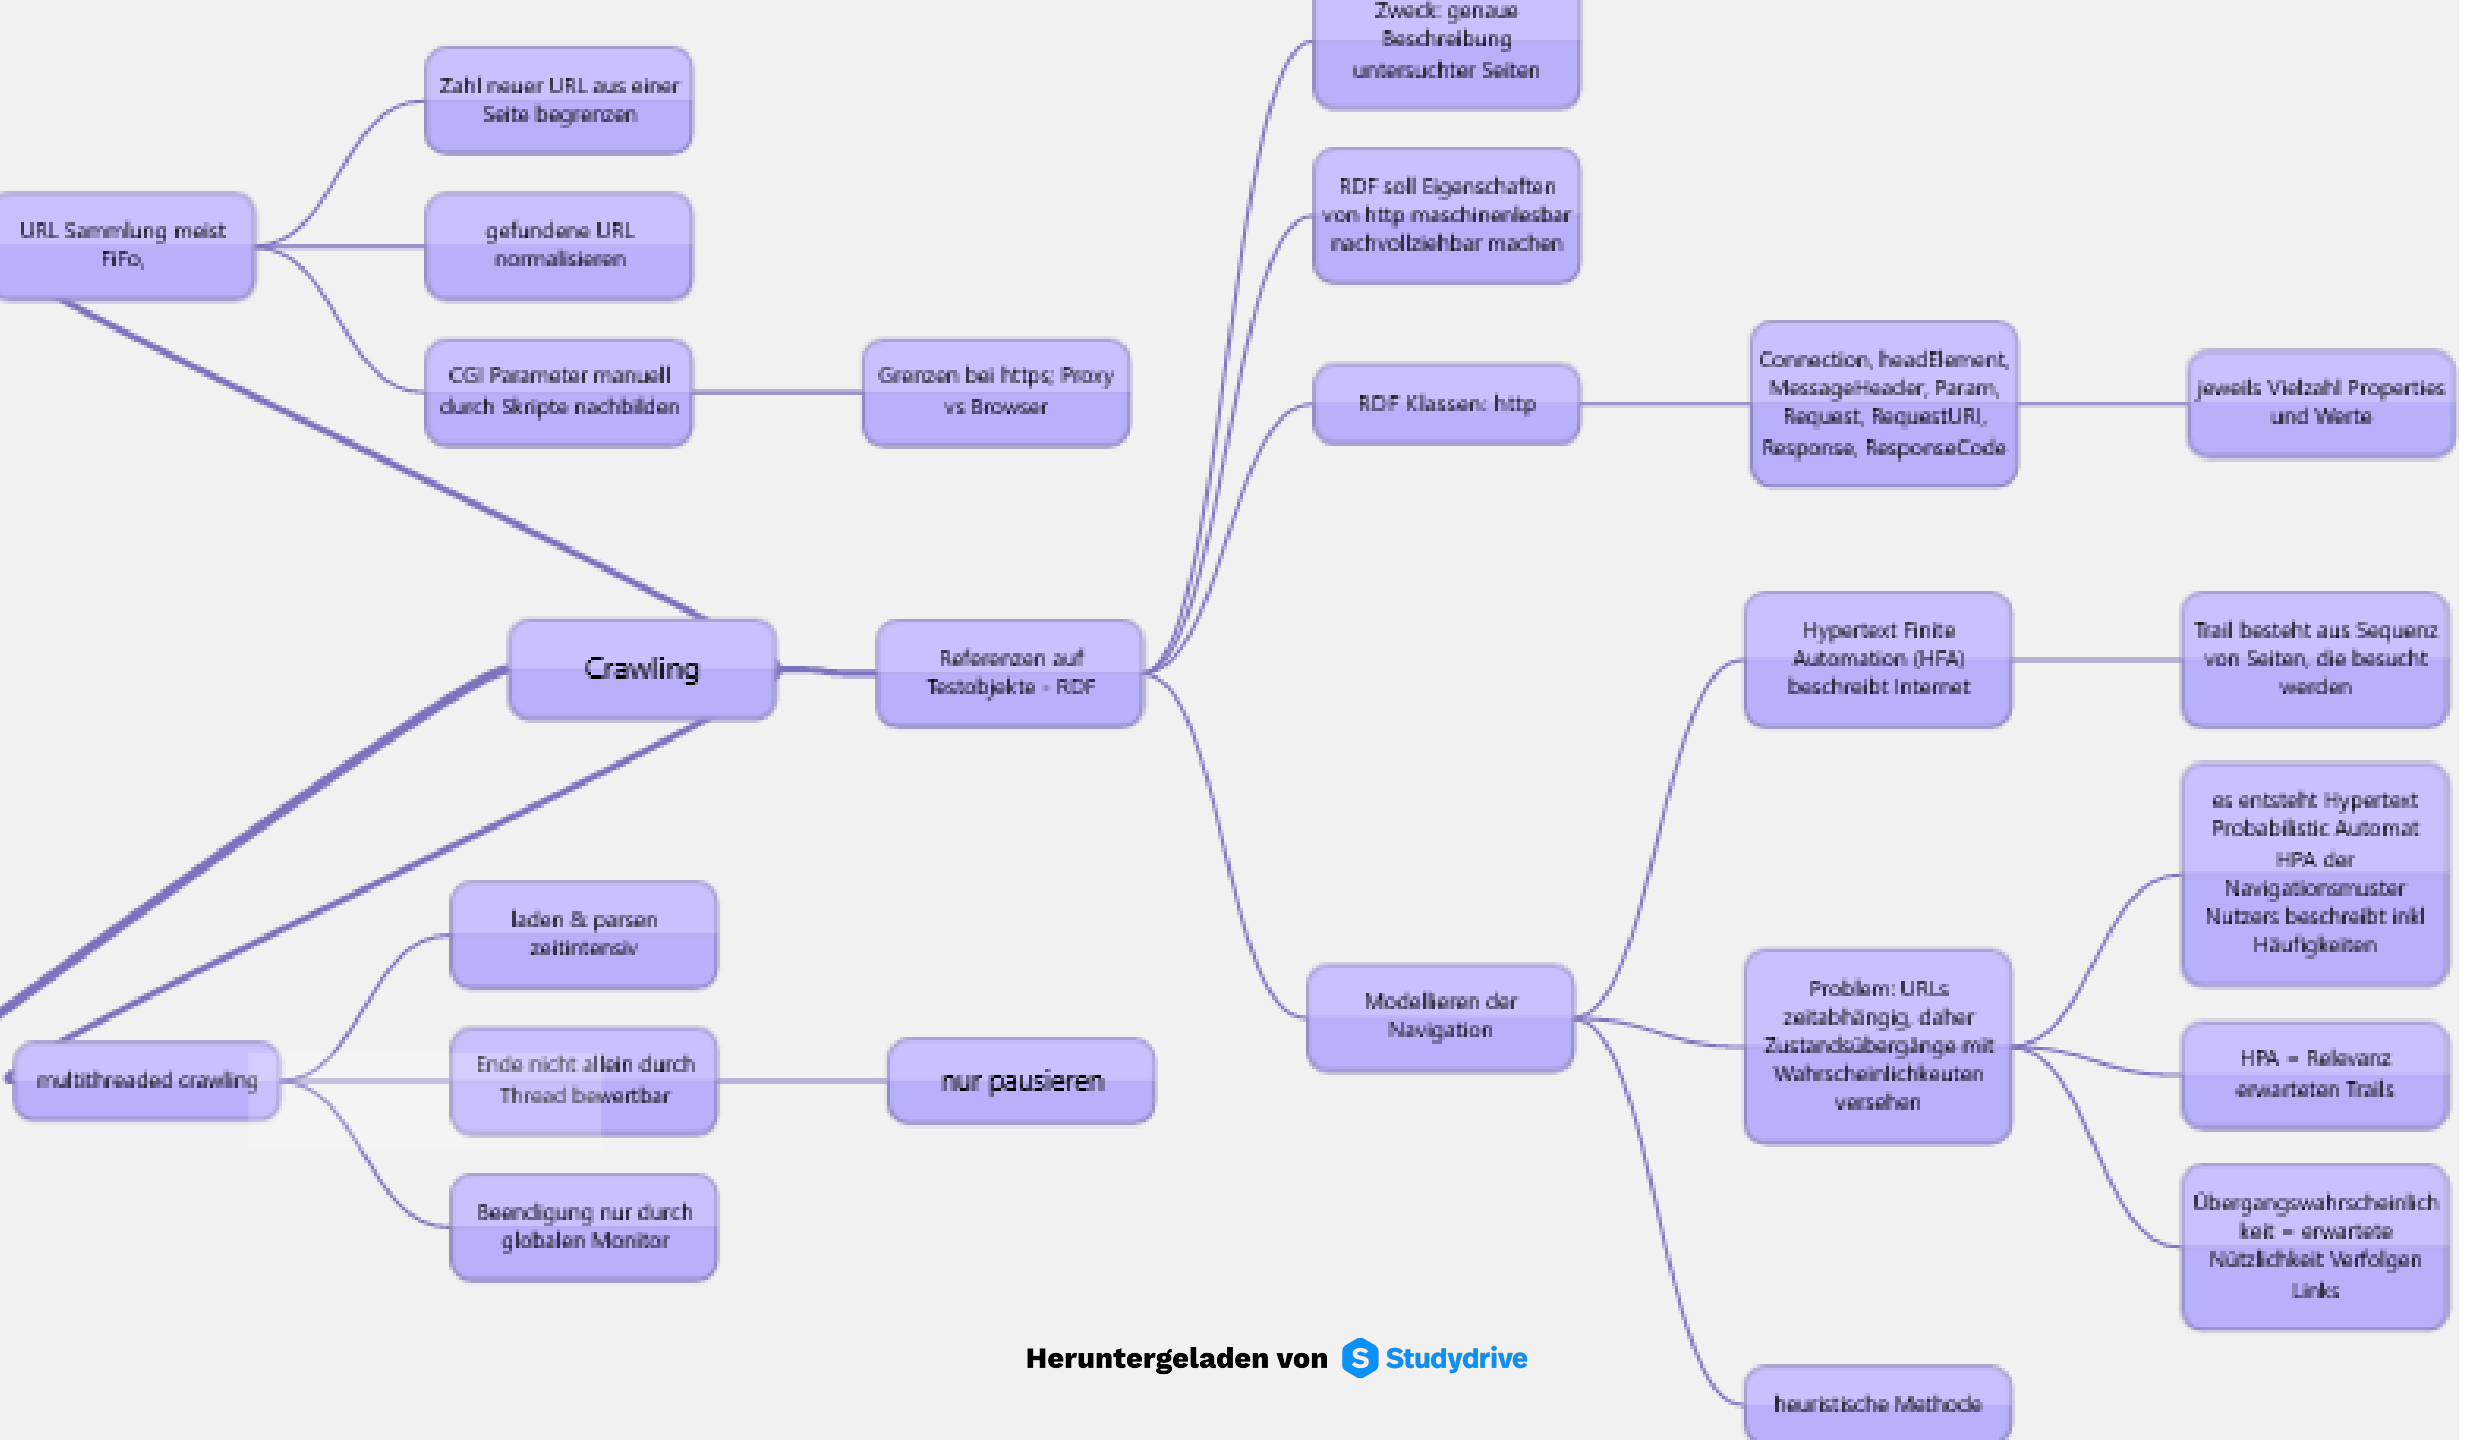 Zweck: genaue
Beschreibung
untersuchter Seiten
Zahl neuer URL aus einer
Seite begrenzen
URL Sammlung meist
FiFo,
gefundene URL
normalisieren
CGI Parameter manuell
durch Skripte nachbilden
Grenzen bei https; Proxy
vs Browser
RDF soll Eigenschaften
von http maschinenlesbar
nachvollziehbar machen
RDF Klassen: http
Connection, headElement,
MessageHeader, Param,
Request, RequestURI,
Response, ResponseCode
jeweils Vielzahl Properties
und Werte
Crawling
Referenzen auf
Testobjekte - RDF
Hypertext Finite
Automation (HFA)
beschreibt Internet
Trail besteht aus Sequenz
von Seiten, die besucht
werden
es entsteht Hypertext
Probabilistic Automat
HPA der
Navigationsmuster
Nutzers beschreibt inkl
Häufigkeiten
laden & parsen
zeitintensiv
multithreaded crawling
Ende nicht allein durch
Thread bewertbar
nur pausieren
Beendigung nur durch
globalen Monitor
Modellieren der
Navigation
Problem: URLs
zeitabhängig, daher
Zustandsübergänge mit
Wahrscheinlichkeuten
versehen
HPA = Relevanz
erwarteten Trails
Übergangswahrscheinlich
keit = erwartete
Nützlichkeit Verfolgen
Links
heuristische Methode
Heruntergeladen von Studydrive